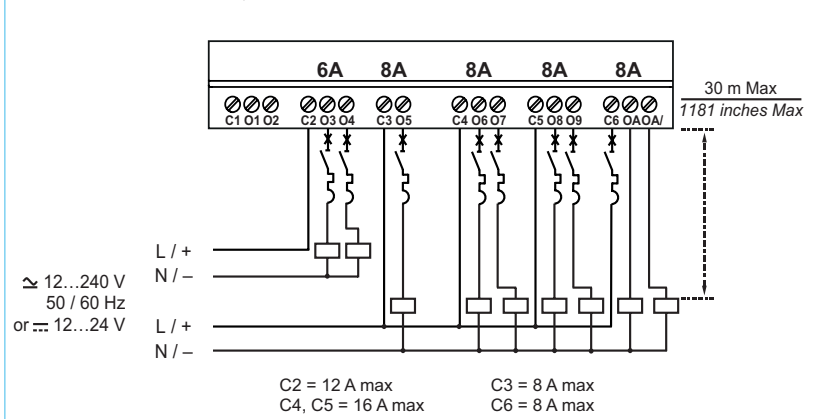 6A 8A 8A 8A 8A
C1 O1 O2 C2 O3 O4 C3 O5 C4 O6 O7 C5 O8 O9 C6 OA OA/
30 m Max
1181 inches Max
L / +
N / –
≃ 12...240 V
50 / 60 Hz
or ⎓ 12...24 V
L / +
N / –
C2 = 12 A max C3 = 8 A max
C4, C5 = 16 A max C6 = 8 A max